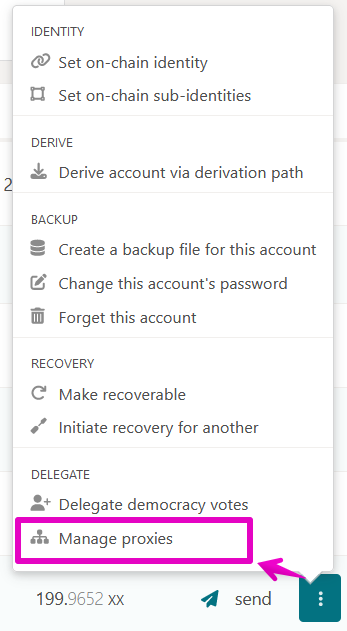 IDENTITY
Set on-chain identity
Set on-chain sub-identities
DERIVE
2
Derive account via derivation path
BACKUP
Create a backup file for this account
Change this account's password
Forget this account
RECOVERY
Make recoverable
Initiate recovery for another
DELEGATE
Delegate democracy votes
Manage proxies
199.9652 xx send